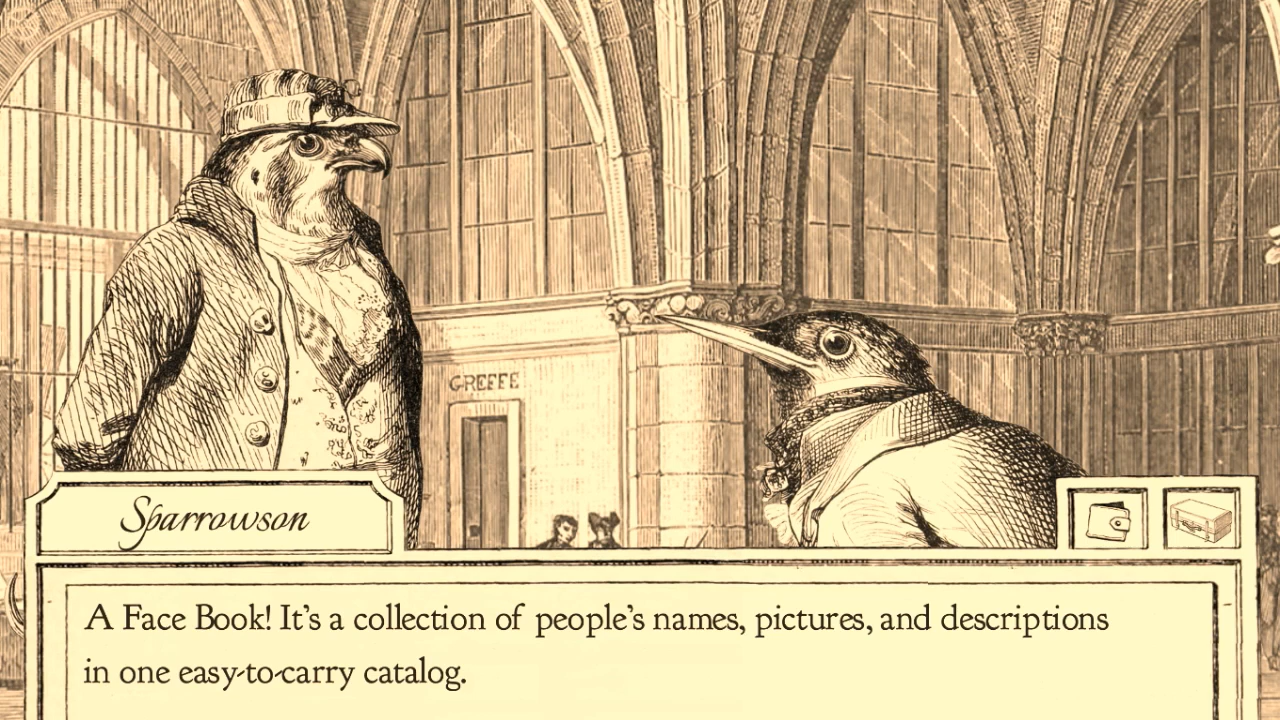 GREFFE
Sparrowson
A Face Book! It's a collection of people's names, pictures, and descriptions
in one easy-to-carry catalog.